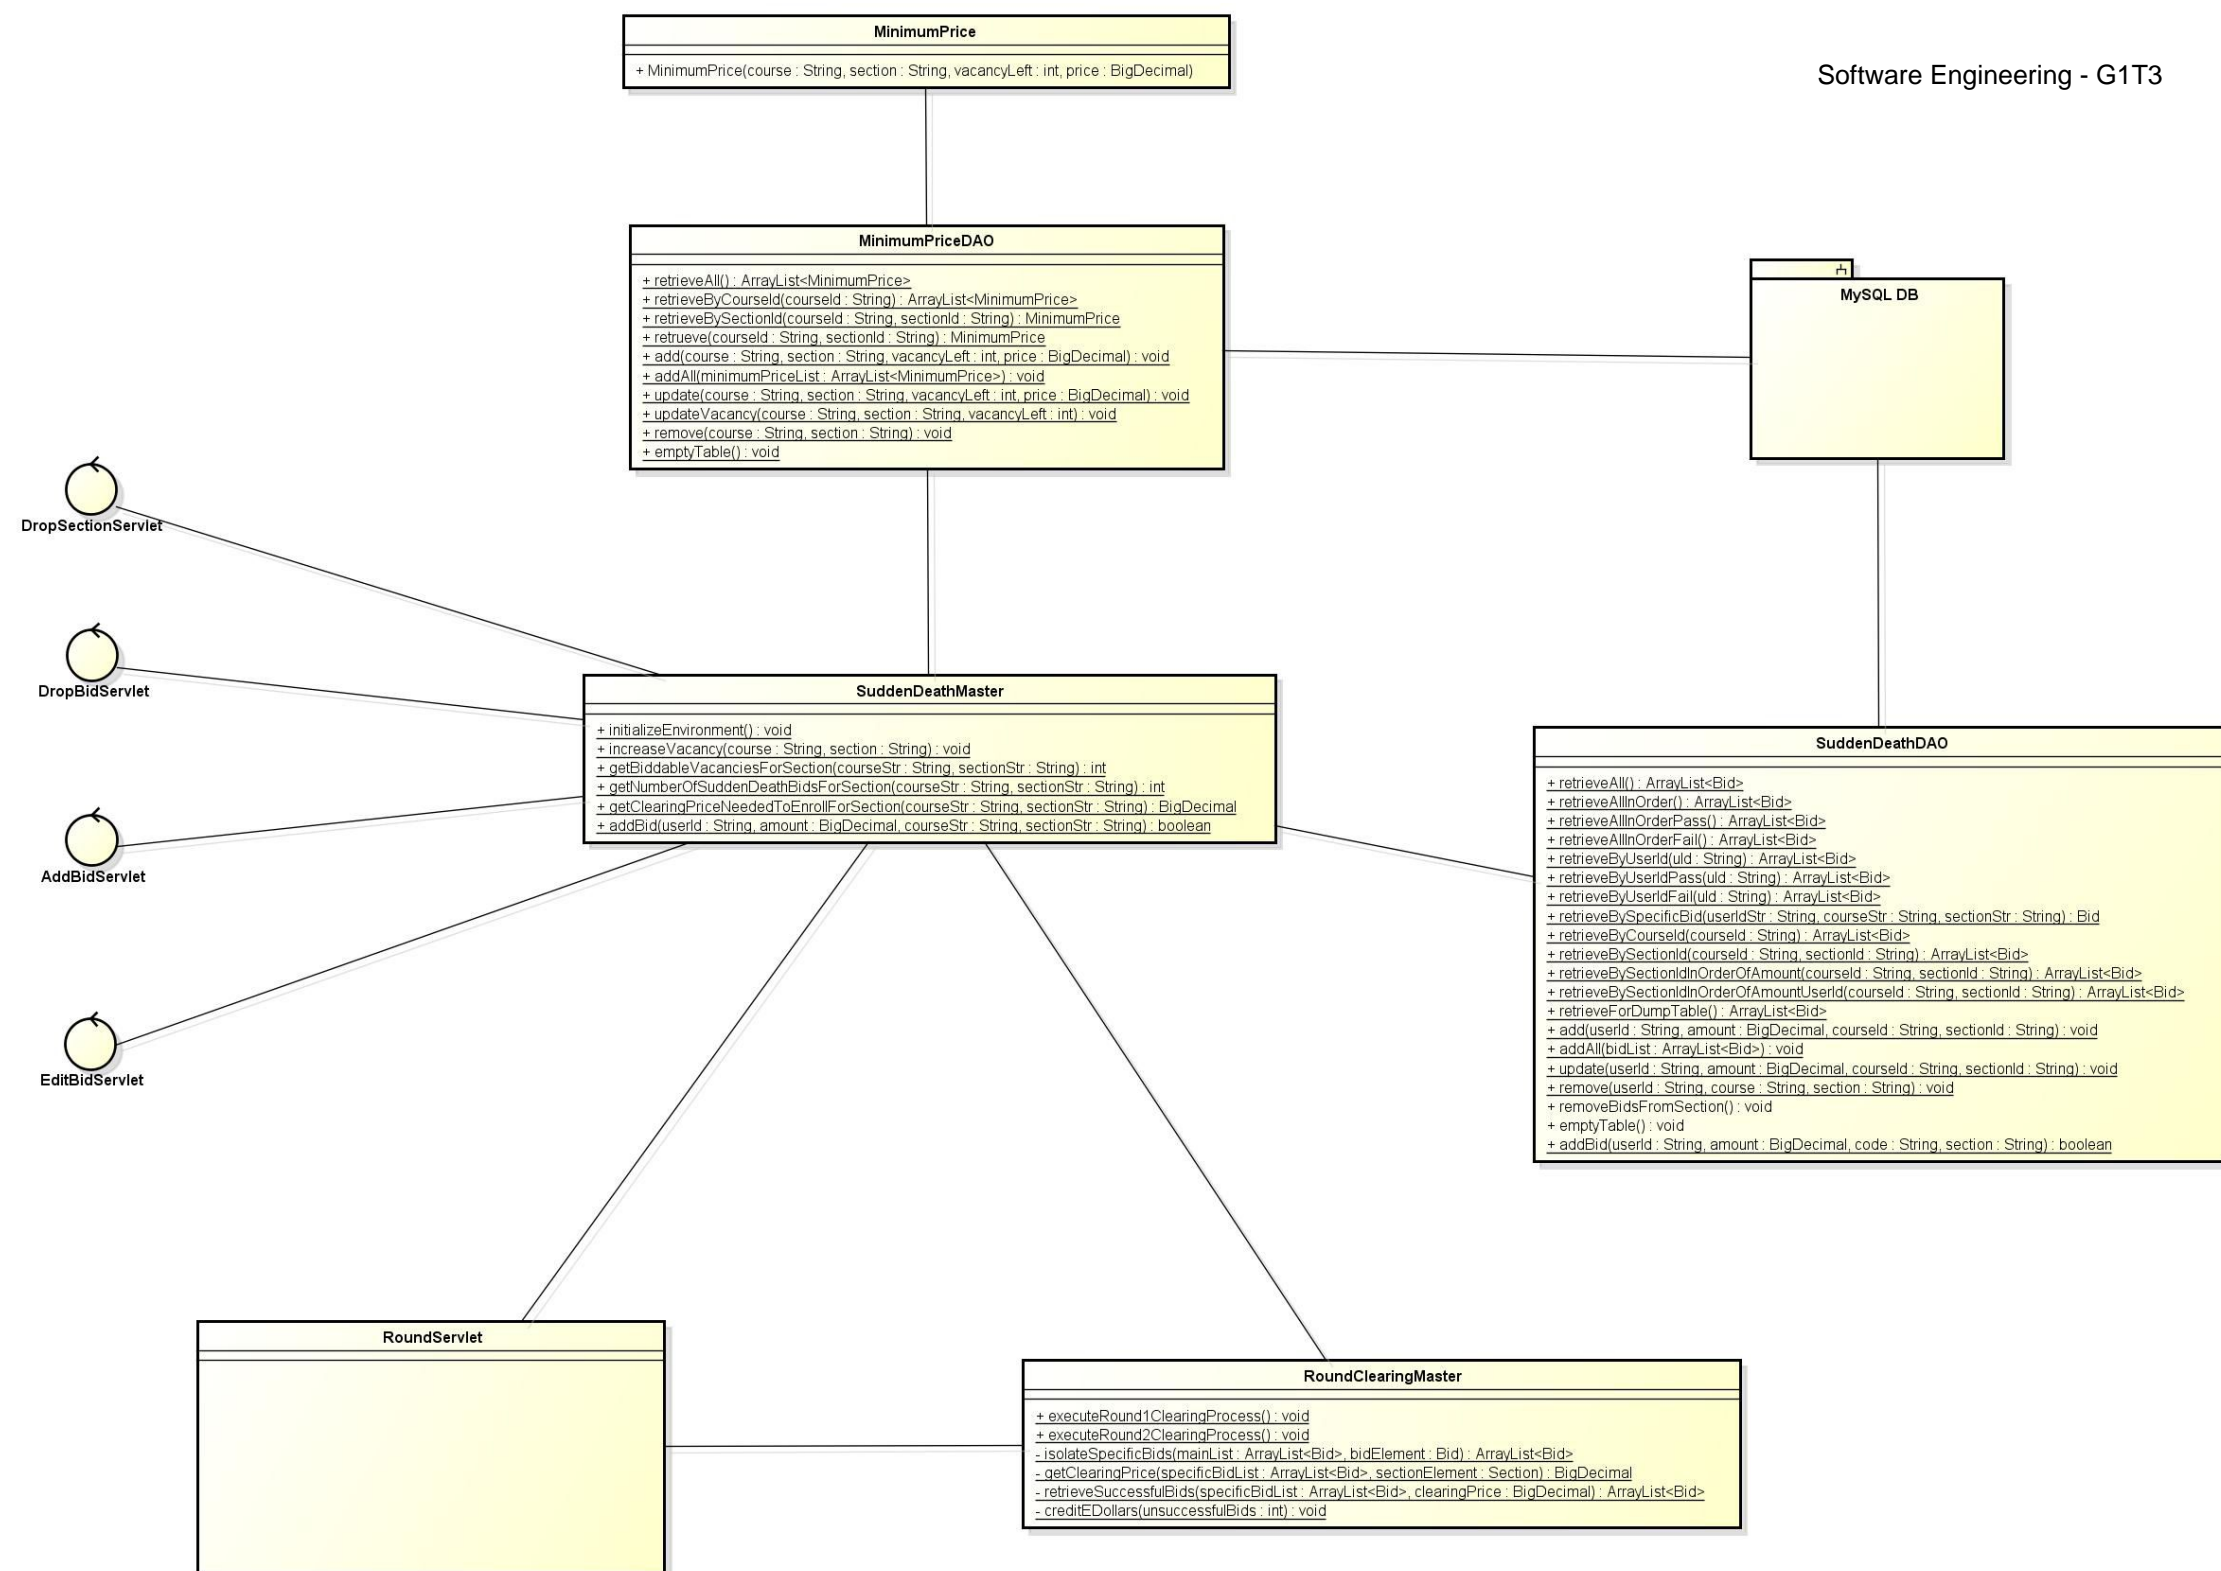 MinimumPrice
+ MinimumPrice(course : String, section : String, vacancyLeft : int, price : BigDecimal)
Software Engineering - G1T3
MinimumPriceDAO
+ retrieveAll() : ArrayList<MinimumPrice>
+ retrieveByCourseId(courseId : String) : ArrayList<MinimumPrice>
+ retrieveBySectionId(courseId : String, sectionId : String) : MinimumPrice
+ retrueve(courseId : String, sectionId : String) : MinimumPrice
+ add(course : String, section : String, vacancyLeft : int, price : BigDecimal) : void
+ addAll(minimumPriceList : ArrayList<MinimumPrice>) : void
+ update(course : String, section : String, vacancyLeft : int, price : BigDecimal) : void
+ updateVacancy(course : String, section : String, vacancyLeft : int) : void
+ remove(course : String, section : String) : void
+ emptyTable() : void
MySQL DB
DropSectionServlet
DropBidServlet
AddBidServlet
EditBidServlet
SuddenDeathMaster
+ initializeEnvironment() : void
+ increaseVacancy(course : String, section : String) : void
+ getBiddableVacanciesForSection(courseStr : String, sectionStr : String) : int
+ getNumberOfSuddenDeathBidsForSection(courseStr : String, sectionStr : String) : int
+ getClearingPriceNeededToEnrollForSection(courseStr : String, sectionStr : String) : BigDecimal
+ addBid(userId : String, amount : BigDecimal, courseStr : String, sectionStr : String) : boolean
SuddenDeathDAO
+ retrieveAll() : ArrayList<Bid>
+ retrieveAllInOrder() : ArrayList<Bid>
+ retrieveAllInOrderPass() : ArrayList<Bid>
+ retrieveAllInOrderFail() : ArrayList<Bid>
+ retrieveByUserId(uId : String) : ArrayList<Bid>
+ retrieveByUserIdPass(uId : String) : ArrayList<Bid>
+ retrieveByUserIdFail(uId : String) : ArrayList<Bid>
+ retrieveBySpecificBid(userIdStr : String, courseStr : String, sectionStr : String) : Bid
+ retrieveByCourseId(courseId : String) : ArrayList<Bid>
+ retrieveBySectionId(courseId : String, sectionId : String) : ArrayList<Bid>
+ retrieveBySectionIdInOrderOfAmount(courseId : String, sectionId : String) : ArrayList<Bid>
+ retrieveBySectionIdInOrderOfAmountUserId(courseId : String, sectionId : String) : ArrayList<Bid>
+ retrieveForDumpTable() : ArrayList<Bid>
+ add(userId : String, amount : BigDecimal, courseId : String, sectionId : String) : void
+ addAll(bidList : ArrayList<Bid>) : void
+ update(userId : String, amount : BigDecimal, courseId : String, sectionId : String) : void
+ remove(userId : String, course : String, section : String) : void
+ removeBidsFromSection() : void
+ emptyTable() : void
+ addBid(userId : String, amount : BigDecimal, code : String, section : String) : boolean
RoundServlet
RoundClearingMaster
+ executeRound1ClearingProcess() : void
+ executeRound2ClearingProcess() : void
- isolateSpecificBids(mainList : ArrayList<Bid>, bidElement : Bid) : ArrayList<Bid>
- getClearingPrice(specificBidList : ArrayList<Bid>, sectionElement : Section) : BigDecimal
- retrieveSuccessfulBids(specificBidList : ArrayList<Bid>, clearingPrice : BigDecimal) : ArrayList<Bid>
- creditEDollars(unsuccessfulBids : int) : void